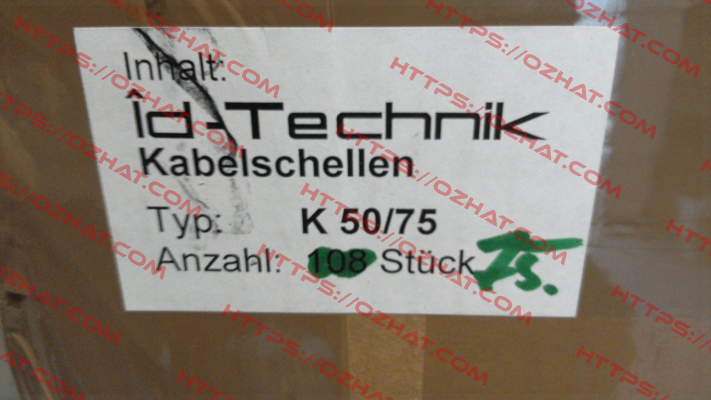 Inhalt:
îd-Technik
Kabelschellen
Typ: K 50/75
Anzahl: 108 Stück
HTTPS://OZHAT.COM